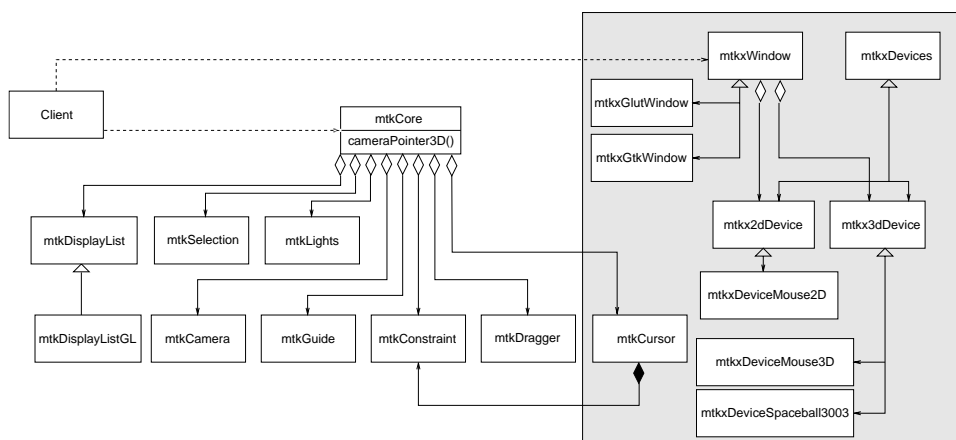 mtkxWindow
mtkxDevices
mtkxGlutWindow
Client
mtkCore
cameraPointer3D()
mtkxGtkWindow
mtkDisplayList
mtkSelection
mtkLights
mtkx2dDevice
mtkx3dDevice
mtkxDeviceMouse2D
mtkDisplayListGL
mtkCamera
mtkGuide
mtkConstraint
mtkDragger
mtkCursor
mtkxDeviceMouse3D
mtkxDeviceSpaceball3003